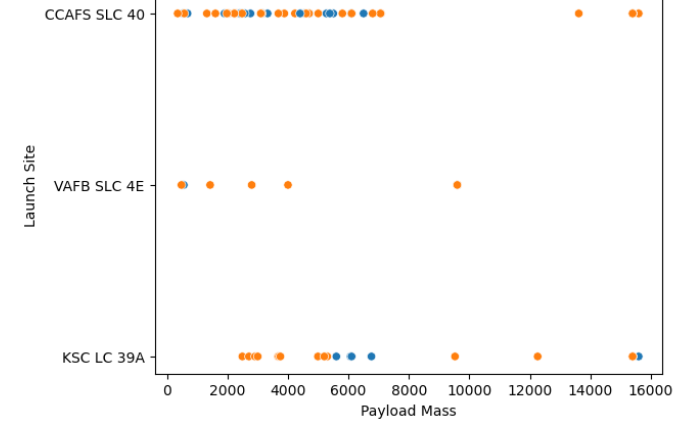 CCAFS SLC 40
VAFB SLC 4E
KSC LC 39A
Launch Site
0 2000 4000 6000 8000 10000 12000 14000 16000
Payload Mass